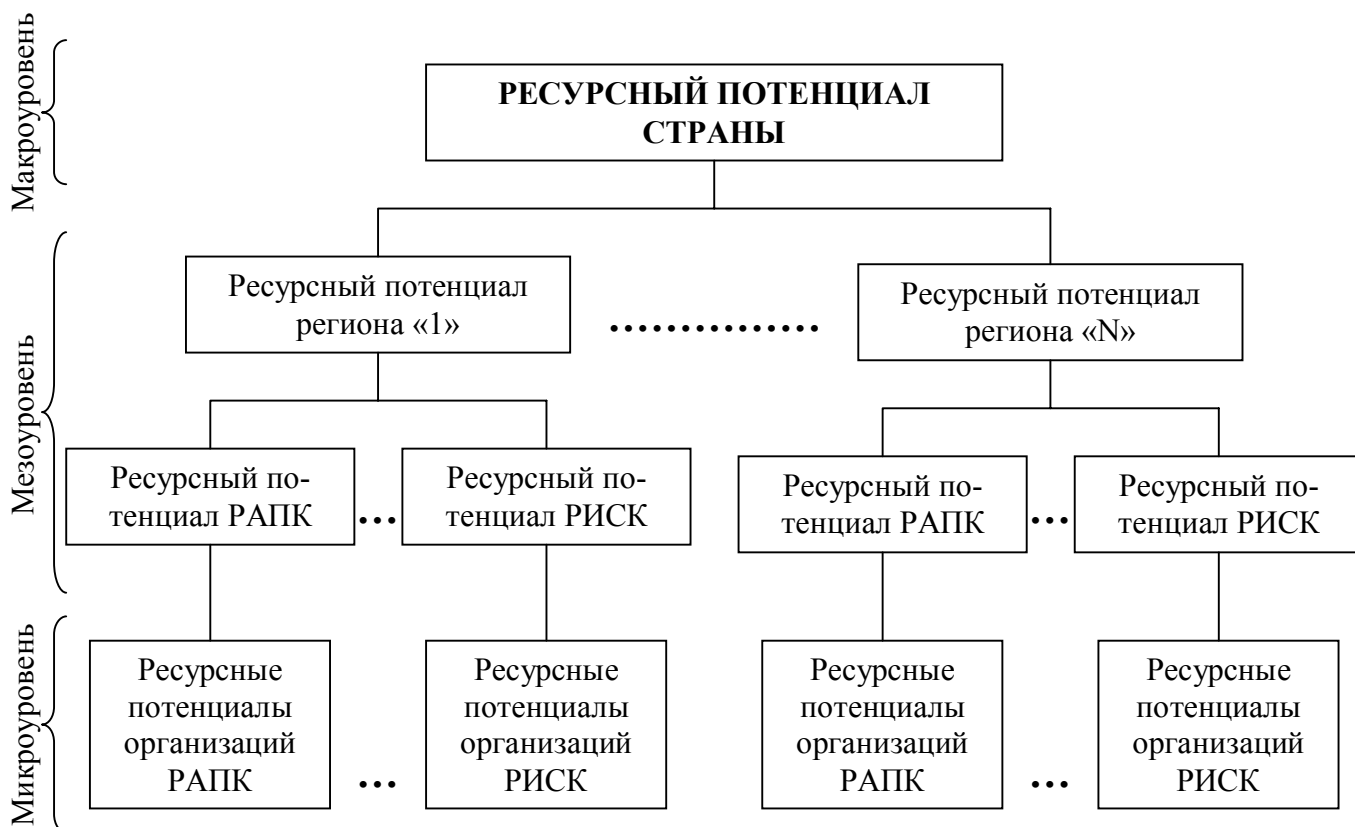 Макроуровень
РЕСУРСНЫЙ ПОТЕНЦИАЛ
СТРАНЫ
Мезоуровень
Ресурсный потенциал
региона «1»
...............
Ресурсный потенциал
региона «N»
Ресурсный по-
тенциал РАПК
...
Ресурсный по-
тенциал РИСК
Ресурсный по-
тенциал РАПК
...
Ресурсный по-
тенциал РИСК
Микроуровень
Ресурсные
потенциалы
организаций
РАПК
...
Ресурсные
потенциалы
организаций
РИСК
Ресурсные
потенциалы
организаций
РАПК
...
Ресурсные
потенциалы
организаций
РИСК